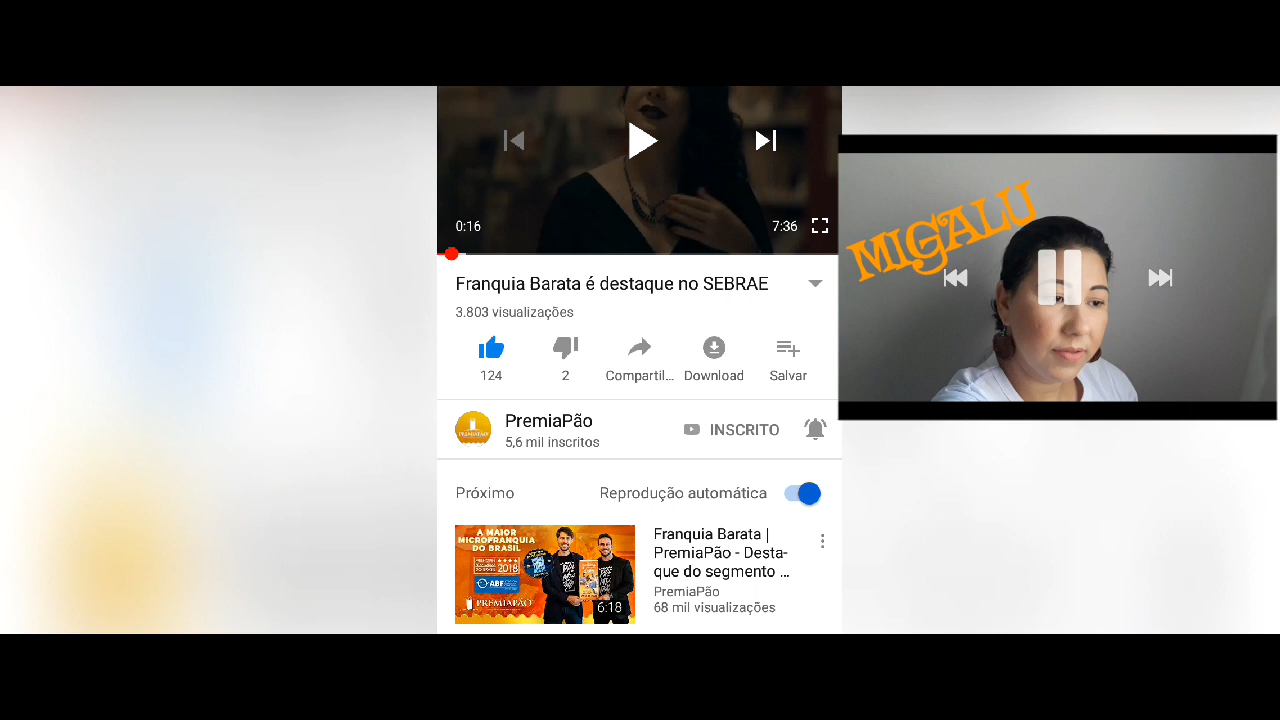 0:16
7:36
Franquia Barata é destaque no SEBRAE
3.803 visualizações
124
2
Compartil...
Download
Salvar
PREMIAPÃO
PremiaPão
5,6 mil inscritos
INSCRITO
Próximo
Reprodução automática
A MAIOR
MICROFRANQUIA
DO BRASIL
2018
ABF
PREMIAPÃO
6:18
Franquia Barata |
PremiaPão - Desta-
que do segmento ...
PremiaPão
68 mil visualizações
MIGALU